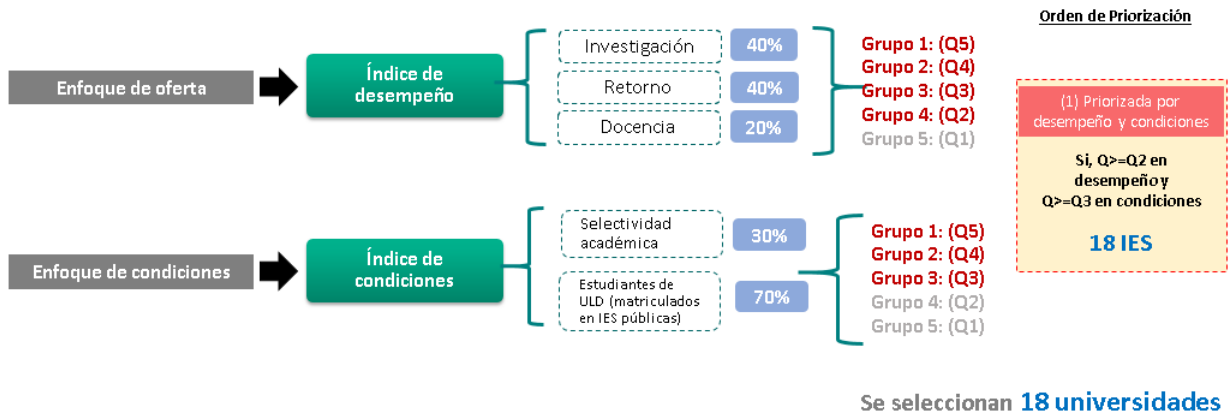 Orden de Priorización
Enfoque de oferta
Índice de
desempeño
Investigación
40%
Retorno
40%
Docencia
20%
Grupo 1: (Q5)
Grupo 2: (Q4)
Grupo 3: (Q3)
Grupo 4: (Q2)
Grupo 5: (Q1)
(1) Priorizada por
desempeño y condiciones
Si, Q>=Q2 en
desempeño y
Q>=Q3 en condiciones
18 IES
Enfoque de condiciones
Índice de
condiciones
Selectividad
académica
30%
Estudiantes de
ULD (matriculados
en IES públicas)
70%
Grupo 1: (Q5)
Grupo 2: (Q4)
Grupo 3: (Q3)
Grupo 4: (Q2)
Grupo 5: (Q1)
Se seleccionan 18 universidades